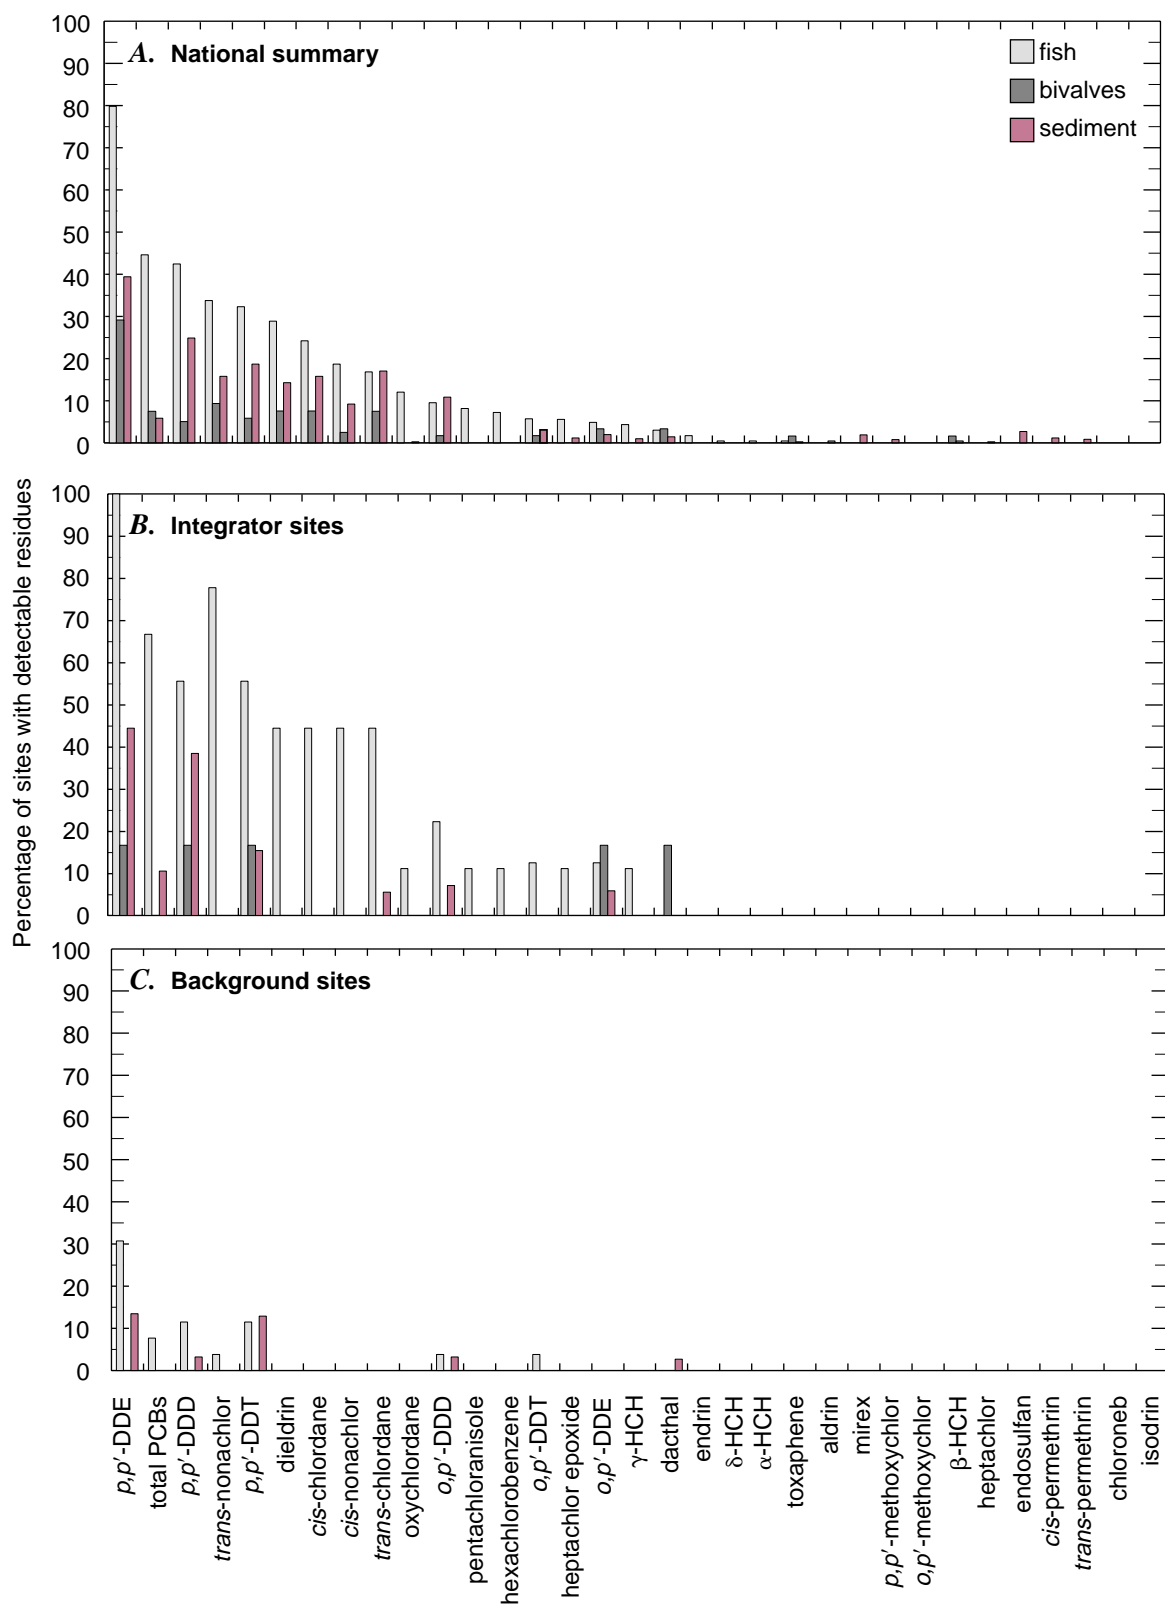 A. National summary
fish
bivalves
sediment
100
90
80
70
60
50
40
30
20
10
0
Percentage of sites with detectable residues
B. Integrator sites
100
90
80
70
60
50
40
30
20
10
0
C. Background sites
100
90
80
70
60
50
40
30
20
10
0
p,p′-DDE
total PCBs
p,p′-DDD
trans-nonachlor
p,p′-DDT
dieldrin
cis-chlordane
cis-nonachlor
trans-chlordane
oxychlordane
o,p′-DDD
pentachloranisole
hexachlorobenzene
o,p′-DDT
heptachlor epoxide
o,p′-DDE
γ-HCH
dacthal
endrin
δ-HCH
α-HCH
toxaphene
aldrin
mirex
p,p′-methoxychlor
o,p′-methoxychlor
β-HCH
heptachlor
endosulfan
cis-permethrin
trans-permethrin
chloroneb
isodrin